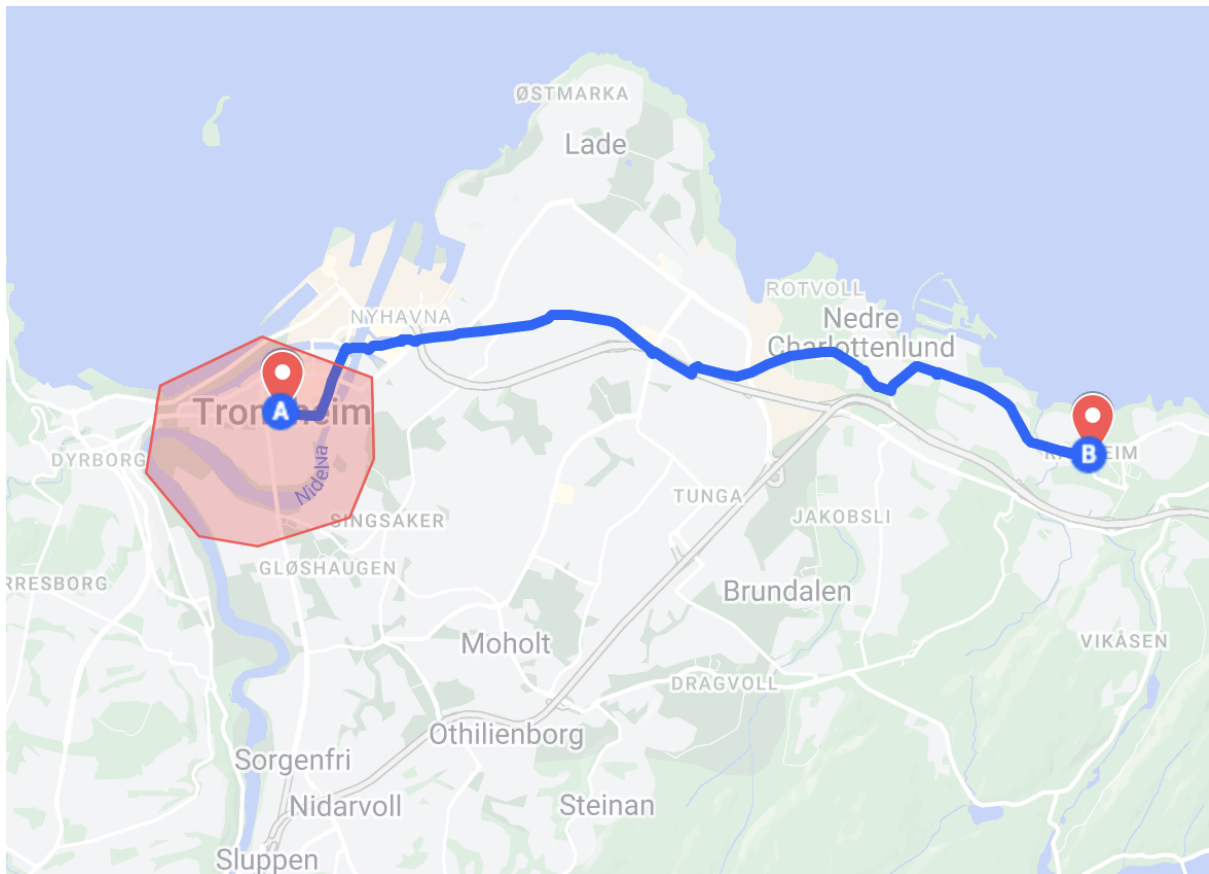 ØSTMARKA
Lade
ROTVOLL
NYHAVNA
Nedre
Charlottenlund
A
DYRBORG
B
Nidelva
TUNGA
SINGSAKER
JAKOBSLI
GLØSHAUGEN
RRESBORG
Brundalen
Moholt
VIKÅSEN
DRAGVOLL
Othilienborg
Sorgenfri
Nidarvoll
Steinan
Sluppen